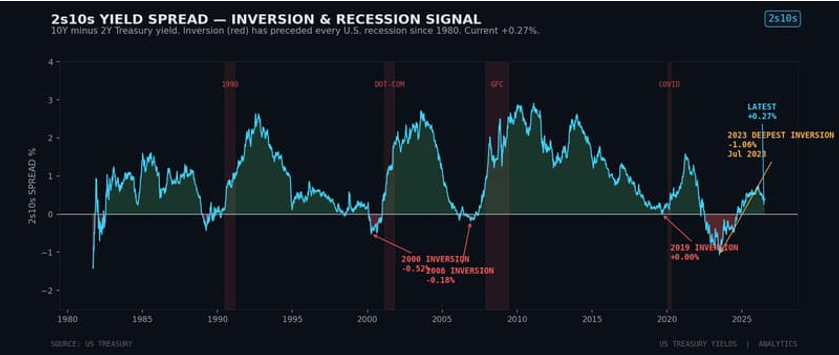 2s10s YIELD SPREAD — INVERSION & RECESSION SIGNAL
2s10s
10Y minus 2Y Treasury yield. Inversion (red) has preceded every U.S. recession since 1980. Current +0.27%.
4
3
2
1
0
−1
−2
2s10s SPREAD %
1990
DOT-COM
GFC
COVID
LATEST
+0.27%
2023 DEEPEST INVERSION
-1.06%
Jul 2023
2000 INVERSION
-0.52%
2006 INVERSION
-0.18%
2019 INVERSION
+0.00%
1980
1985
1990
1995
2000
2005
2010
2015
2020
2025
SOURCE: US TREASURY
US TREASURY YIELDS | ANALYTICS